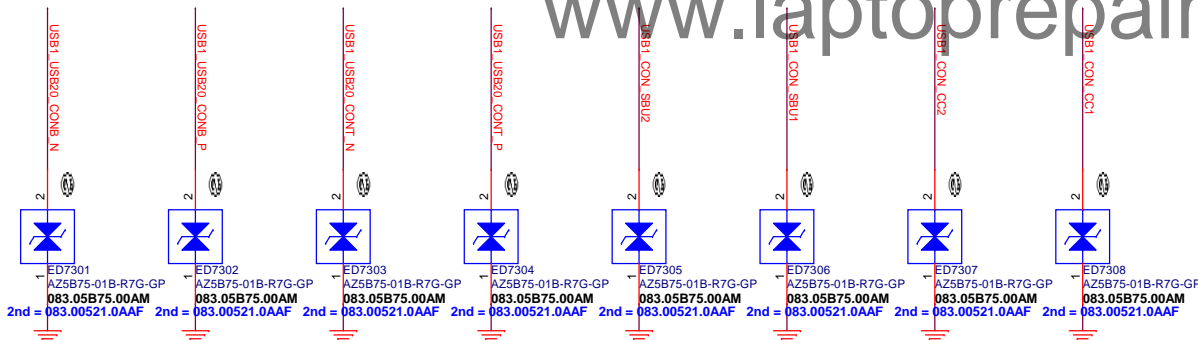 www.laptoprepair
USB1_USB20_CONB_N
USB1_USB20_CONB_P
USB1_USB20_CONT_N
USB1_USB20_CONT_P
USB1_CON_SBU2
USB1_CON_SBU1
USB1_CON_CC2
USB1_CON_CC1
2 2 2 2 2 2 2 2
1 1 1 1 1 1 1 1
ED7301 ED7302 ED7303 ED7304 ED7305 ED7306 ED7307 ED7308
AZ5B75-01B-R7G-GP AZ5B75-01B-R7G-GP AZ5B75-01B-R7G-GP AZ5B75-01B-R7G-GP AZ5B75-01B-R7G-GP AZ5B75-01B-R7G-GP AZ5B75-01B-R7G-GP AZ5B75-01B-R7G-GP
083.05B75.00AM 083.05B75.00AM 083.05B75.00AM 083.05B75.00AM 083.05B75.00AM 083.05B75.00AM 083.05B75.00AM 083.05B75.00AM
2nd = 083.00521.0AAF 2nd = 083.00521.0AAF 2nd = 083.00521.0AAF 2nd = 083.00521.0AAF 2nd = 083.00521.0AAF 2nd = 083.00521.0AAF 2nd = 083.00521.0AAF 2nd = 083.00521.0AAF